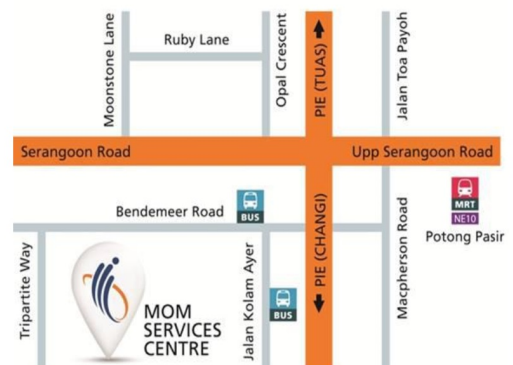 Moonstone Lane
Ruby Lane
Opal Crescent
PIE (TUAS)
Jalan Toa Payoh
Serangoon Road
Upp Serangoon Road
Bendemeer Road
BUS
PIE (CHANGI)
Macpherson Road
MRT
NE10
Potong Pasir
Tripartite Way
MOM
SERVICES
CENTRE
Jalan Kolam Ayer
BUS